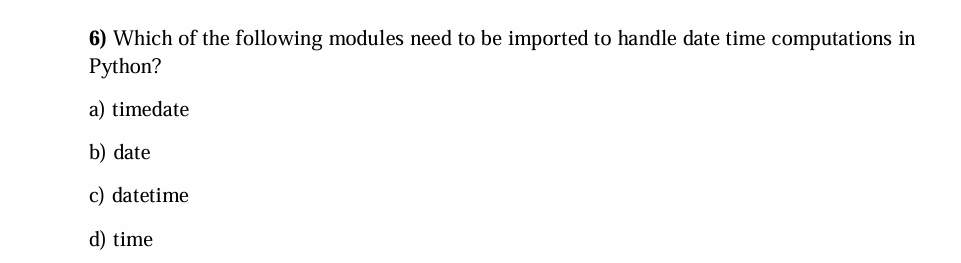 6) Which of the following modules need to be imported to handle date time computations in
Python?
a) timedate
b) date
c) datetime
d) time